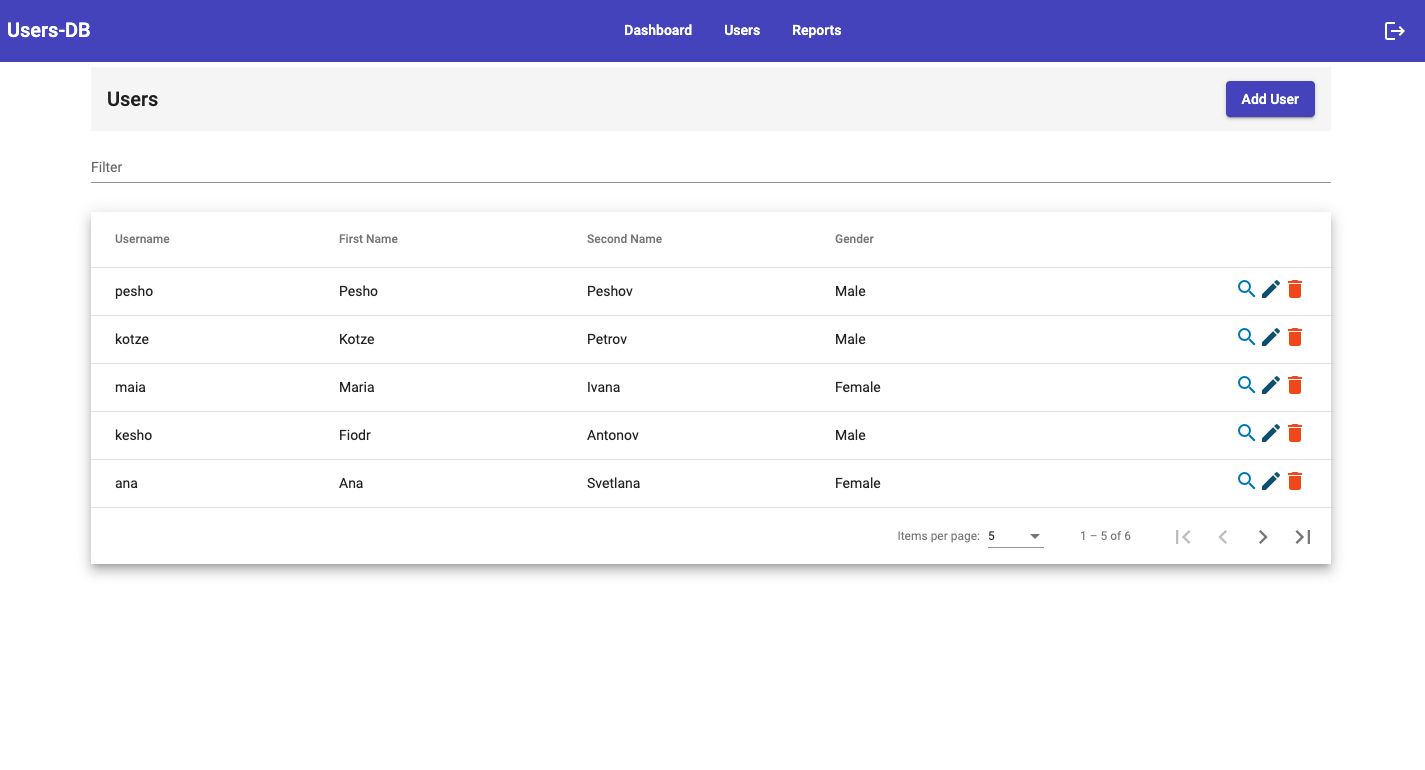 Users-DB Dashboard Users Reports
Users Add User
Filter
Username First Name Second Name Gender
pesho Pesho Peshov Male
kotze Kotze Petrov Male
maia Maria Ivana Female
kesho Fiodr Antonov Male
ana Ana Svetlana Female
Items per page: 5 1 – 5 of 6